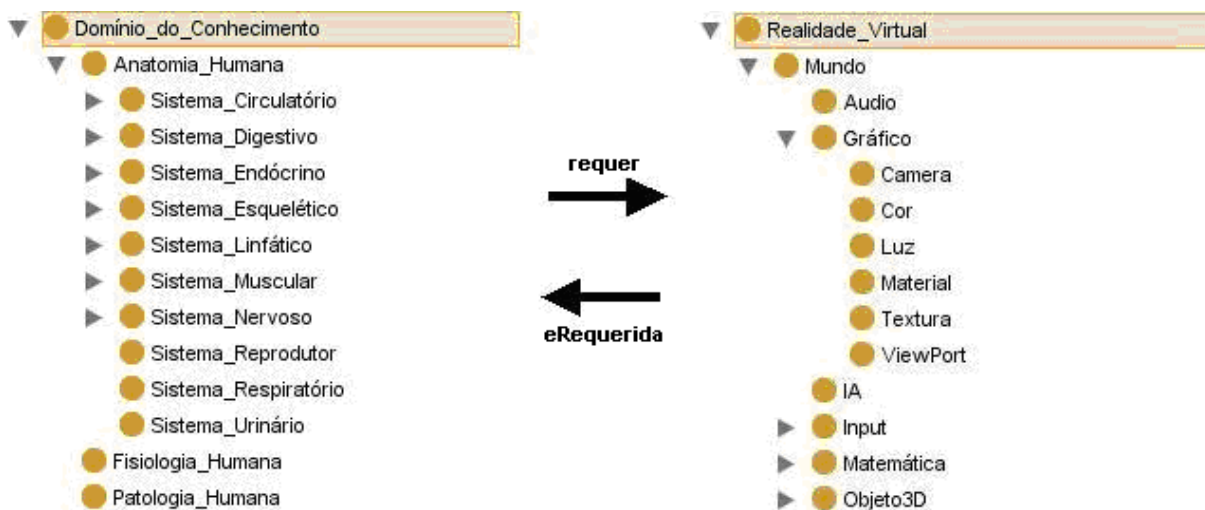 Domínio_do_Conhecimento
Anatomia_Humana
Sistema_Circulatório
Sistema_Digestivo
Sistema_Endócrino
Sistema_Esquelético
Sistema_Linfático
Sistema_Muscular
Sistema_Nervoso
Sistema_Reprodutor
Sistema_Respiratório
Sistema_Urinário
Fisiologia_Humana
Patologia_Humana
requer
eRequerida
Realidade_Virtual
Mundo
Audio
Gráfico
Camera
Cor
Luz
Material
Textura
ViewPort
IA
Input
Matemática
Objeto3D